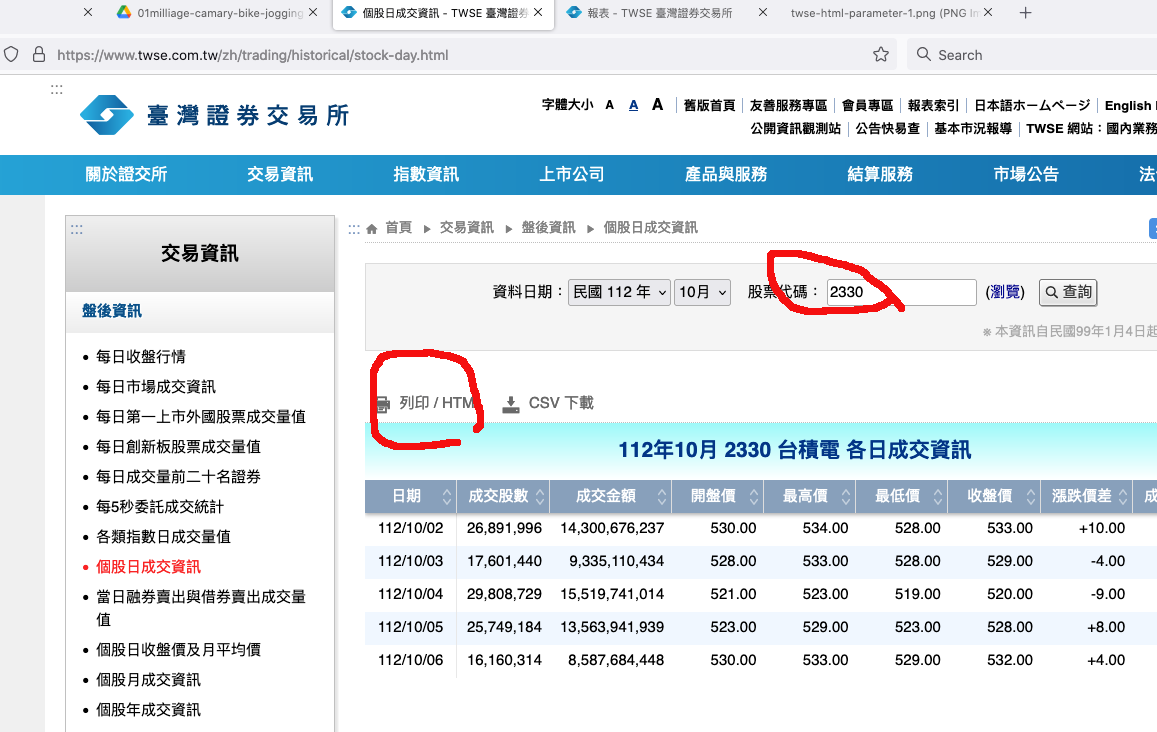 01milliage-camary-bike-jogging
個股日成交資訊 - TWSE 臺灣證券
報表 - TWSE 臺灣證券交易所
twse-html-parameter-1.png (PNG Im
https://www.twse.com.tw/zh/trading/historical/stock-day.html
Search
臺灣證券交易所
字體大小 A A A 舊版首頁 友善服務專區 會員專區 報表索引 日本語ホームページ English
公開資訊觀測站 公告快易查 基本市況報導 TWSE 網站：國內業務
關於證交所 交易資訊 指數資訊 上市公司 產品與服務 結算服務 市場公告 法
交易資訊
盤後資訊
每日收盤行情
每日市場成交資訊
每日第一上市外國股票成交量值
每日創新板股票成交量值
每日成交量前二十名證券
每5秒委託成交統計
各類指數日成交量值
個股日成交資訊
當日融券賣出與借券賣出成交量
值
個股日收盤價及月平均價
個股月成交資訊
個股年成交資訊
首頁 ▶ 交易資訊 ▶ 盤後資訊 ▶ 個股日成交資訊
資料日期： 民國 112 年 10月 股票代碼： 2330 (瀏覽) 查詢
※ 本資訊自民國99年1月4日起
列印 / HTM CSV 下載
112年10月 2330 台積電 各日成交資訊
日期 成交股數 成交金額 開盤價 最高價 最低價 收盤價 漲跌價差 成
112/10/02 26,891,996 14,300,676,237 530.00 534.00 528.00 533.00 +10.00
112/10/03 17,601,440 9,335,110,434 528.00 533.00 528.00 529.00 -4.00
112/10/04 29,808,729 15,519,741,014 521.00 523.00 519.00 520.00 -9.00
112/10/05 25,749,184 13,563,941,939 523.00 529.00 523.00 528.00 +8.00
112/10/06 16,160,314 8,587,684,448 530.00 533.00 529.00 532.00 +4.00